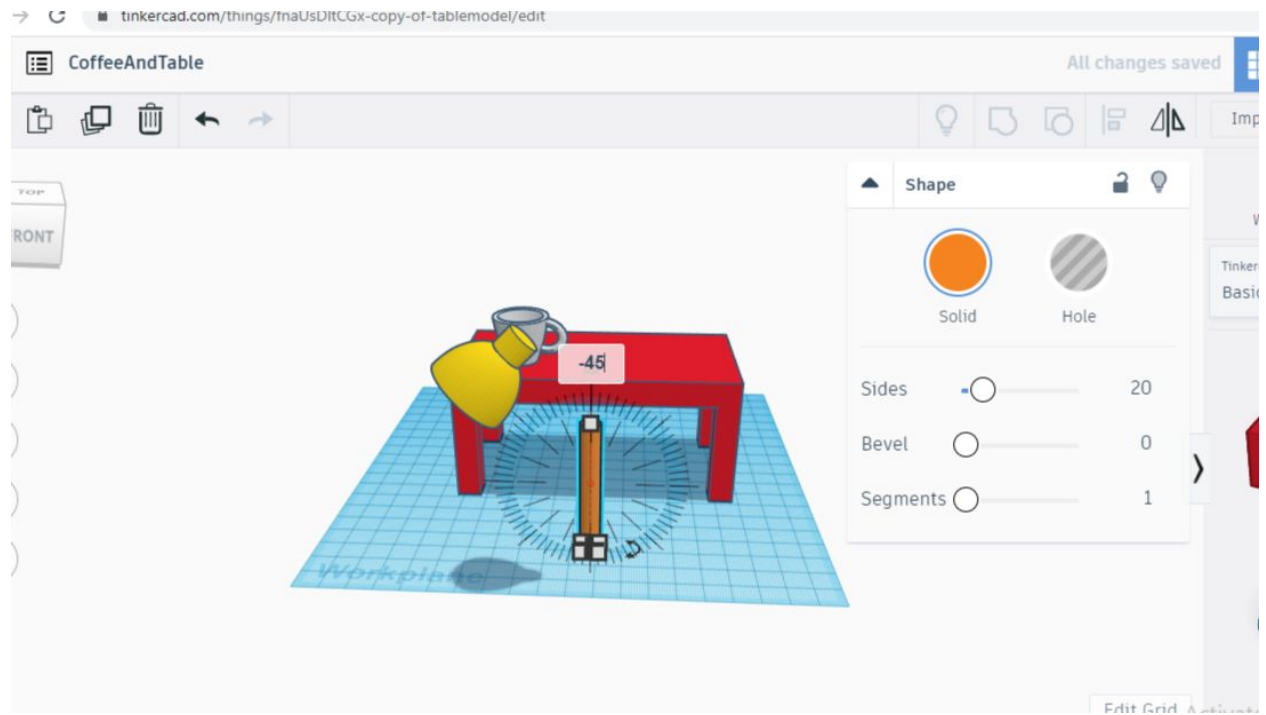 tinkercad.com/things/fnaUsDltCGx-copy-of-tablemodel/edit
CoffeeAndTable
All changes saved
Imp
TOP
RONT
Shape
Solid
Hole
Tinker
Basic
-45
Sides
20
Bevel
0
Segments
1
Workplane
Edit Grid